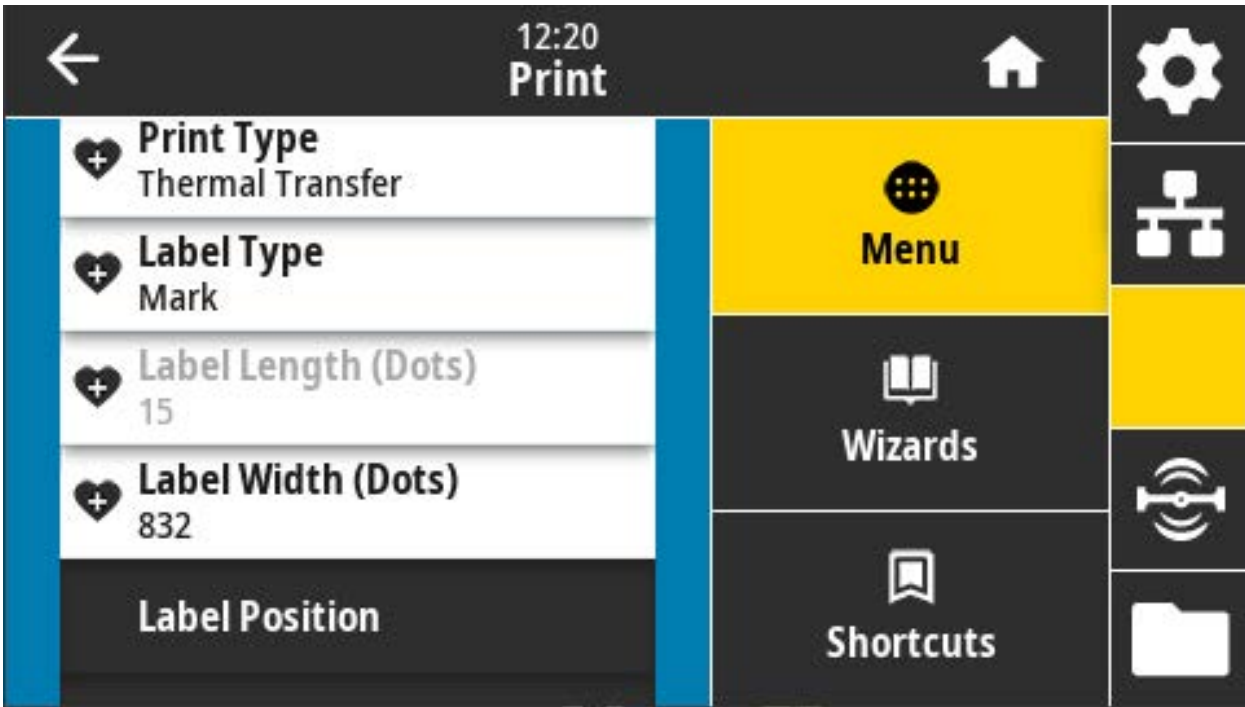 12:20
Print
Print Type
Thermal Transfer
Label Type
Mark
Label Length (Dots)
15
Label Width (Dots)
832
Label Position
Menu
Wizards
Shortcuts